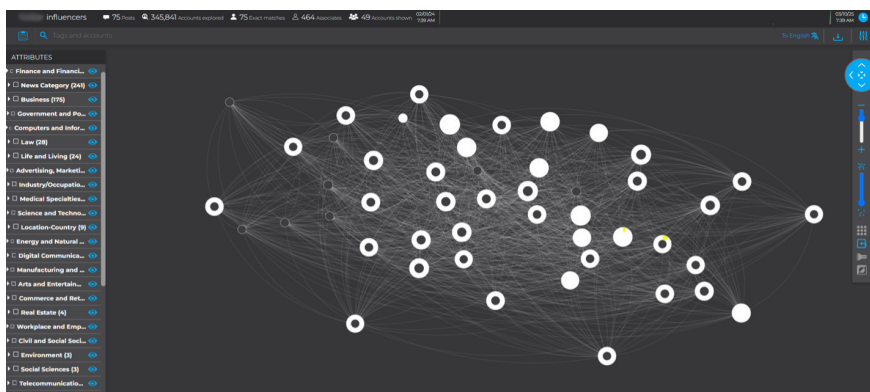 influencers 75 Posts 345,841 Accounts explored 75 Exact matches 464 Associates 49 Accounts shown 02/01/24 7:39 AM 03/10/25 7:39 AM
Tags and accounts To English
ATTRIBUTES
Finance and Financi...
News Category (241)
Business (175)
Government and Po...
Computers and Infor...
Law (28)
Life and Living (24)
Advertising, Marketi...
Industry/Occupatio...
Medical Specialties...
Science and Techno...
Location-Country (9)
Energy and Natural ...
Digital Communica...
Manufacturing and ...
Arts and Entertain...
Commerce and Ret...
Real Estate (4)
Workplace and Emp...
Civil and Social Soci...
Environment (3)
Social Sciences (3)
Telecommunicatio...